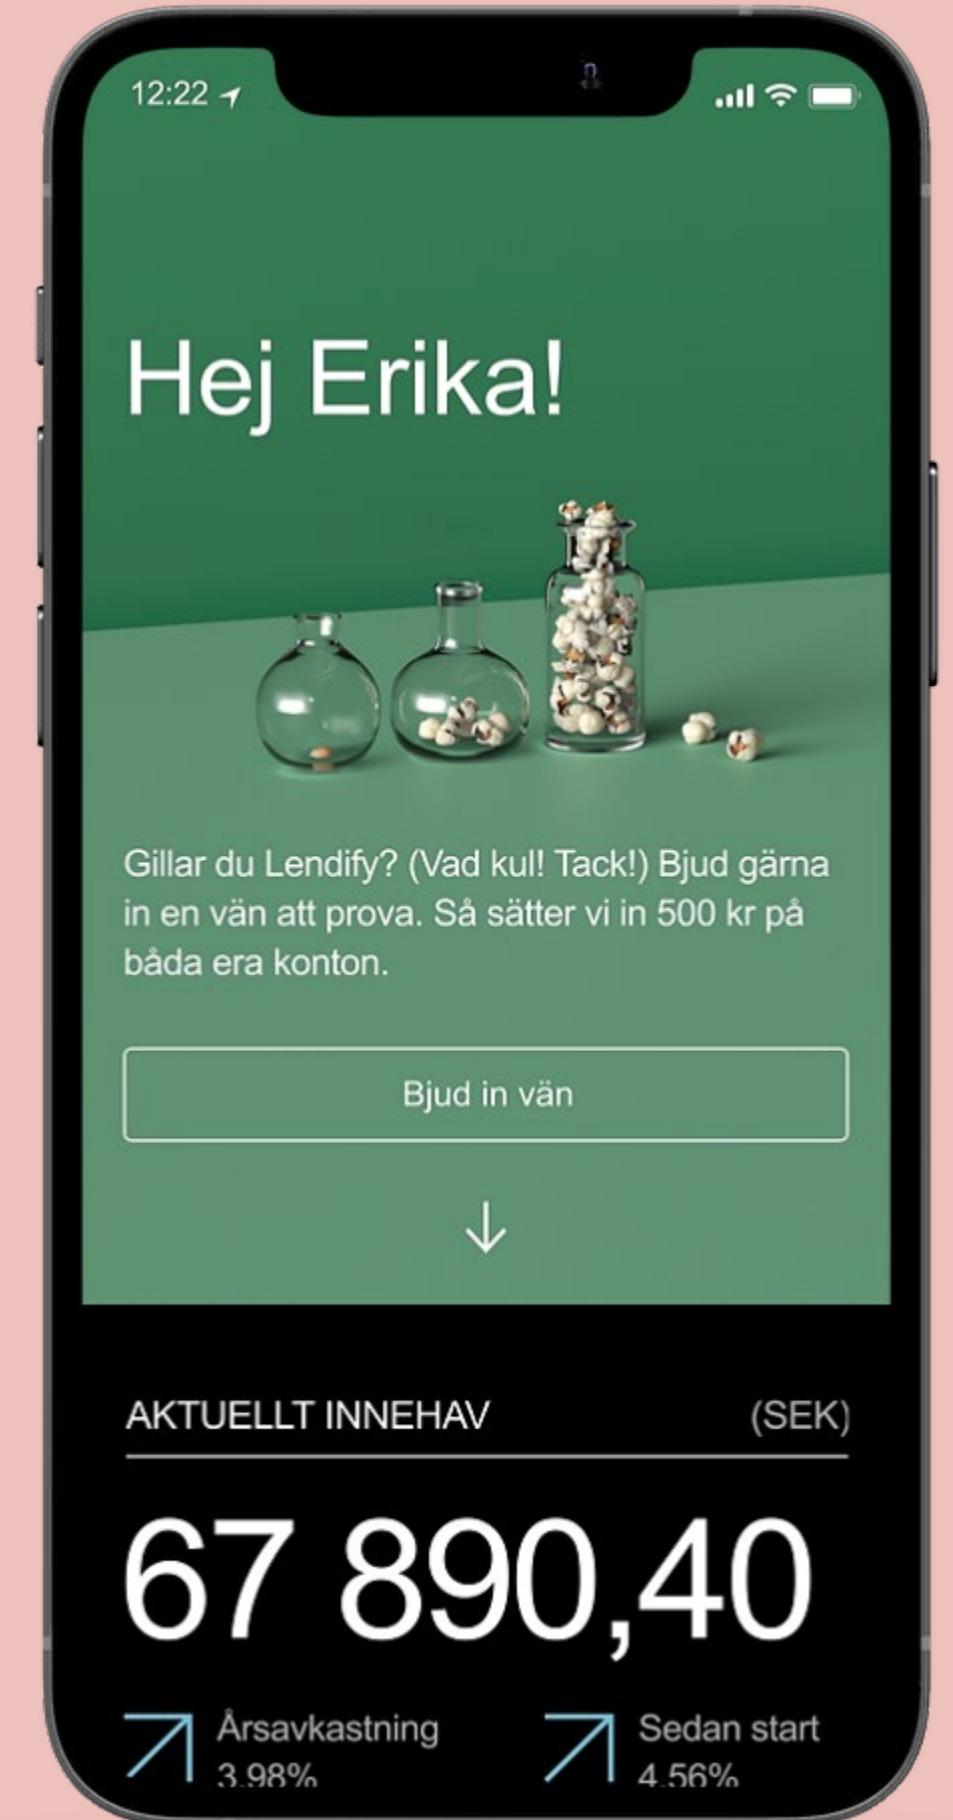 12:22
Hej Erika!
Gillar du Lendify? (Vad kul! Tack!) Bjud gärna
in en vän att prova. Så sätter vi in 500 kr på
båda era konton.
Bjud in vän
AKTUELLT INNEHAV (SEK)
67 890,40
Årsavkastning Sedan start
3.98% 4.56%